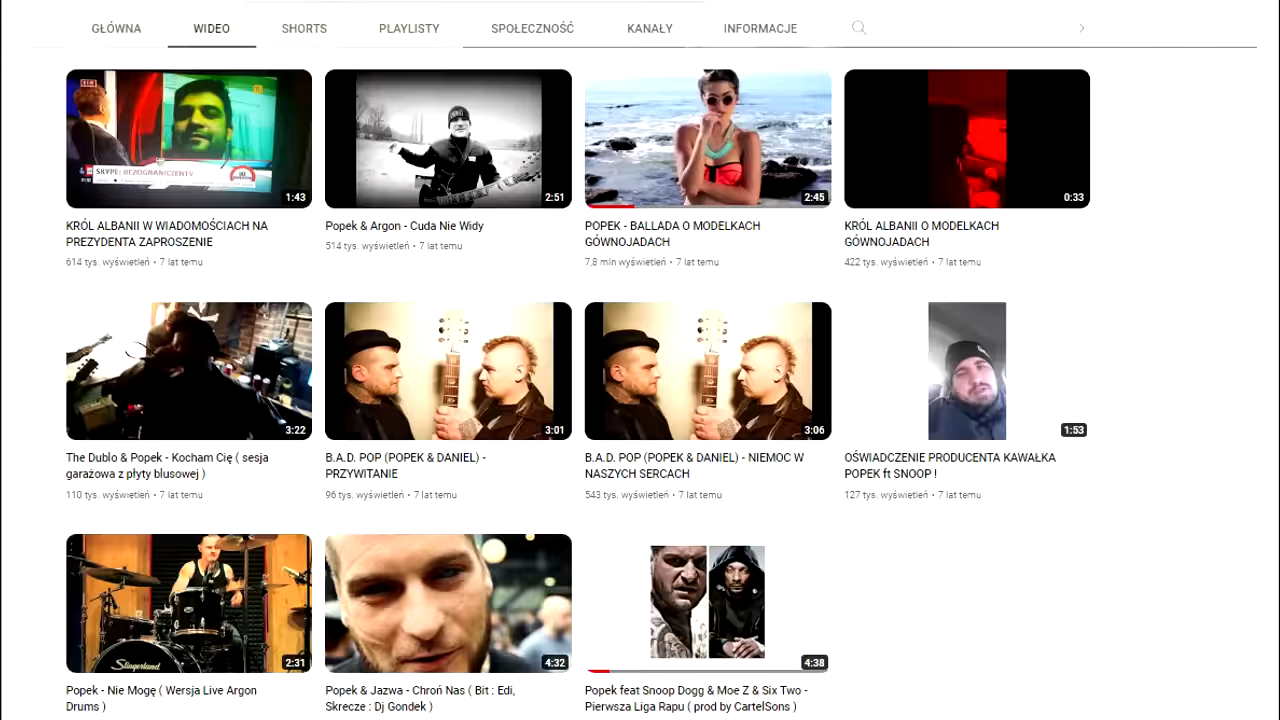 GŁÓWNA WIDEO SHORTS PLAYLISTY SPOŁECZNOŚĆ KANAŁY INFORMACJE
SKYPE: BEZOGRANICZENTV
1:43
2:51
2:45
0:33
KRÓL ALBANII W WIADOMOŚCIACH NA
PREZYDENTA ZAPROSZENIE
614 tys. wyświetleń • 7 lat temu
Popek & Argon - Cuda Nie Widy
514 tys. wyświetleń • 7 lat temu
POPEK - BALLADA O MODELKACH
GÓWNOJADACH
7,8 mln wyświetleń • 7 lat temu
KRÓL ALBANII O MODELKACH
GÓWNOJADACH
422 tys. wyświetleń • 7 lat temu
3:22
3:01
3:06
1:53
The Dublo & Popek - Kocham Cię ( sesja
garażowa z płyty blusowej )
110 tys. wyświetleń • 7 lat temu
B.A.D. POP (POPEK & DANIEL) -
PRZYWITANIE
96 tys. wyświetleń • 7 lat temu
B.A.D. POP (POPEK & DANIEL) - NIEMOC W
NASZYCH SERCACH
543 tys. wyświetleń • 7 lat temu
OŚWIADCZENIE PRODUCENTA KAWAŁKA
POPEK ft SNOOP !
127 tys. wyświetleń • 7 lat temu
Slingerland
2:31
4:32
4:38
Popek - Nie Mogę ( Wersja Live Argon
Drums )
Popek & Jazwa - Chroń Nas ( Bit : Edi,
Skrecze : Dj Gondek )
Popek feat Snoop Dogg & Moe Z & Six Two -
Pierwsza Liga Rapu ( prod by CartelSons )